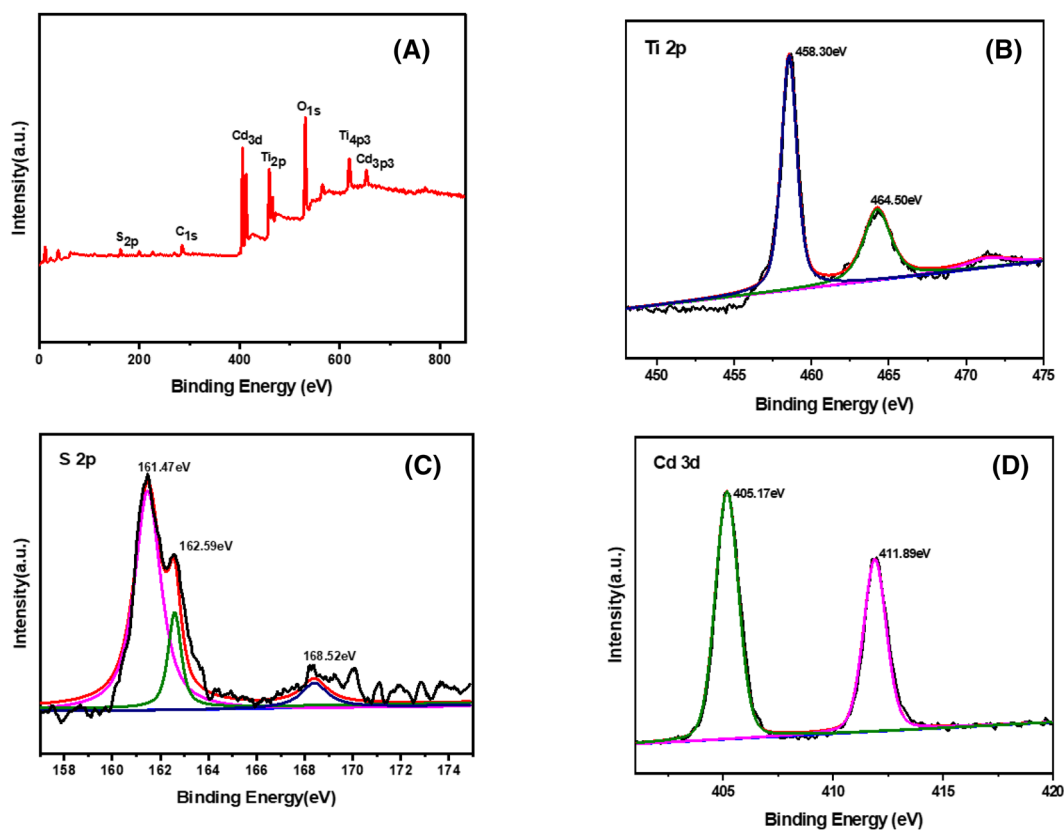 (A)
Intensity(a.u.)
S2p
C1s
Cd3d
Ti2p
O1s
Ti4p3
Cd3p3
0 200 400 600 800
Binding Energy (eV)
Ti 2p
(B)
458.30eV
464.50eV
Intensity(a.u.)
450 455 460 465 470 475
Binding Energy (eV)
S 2p
(C)
161.47eV
162.59eV
168.52eV
Intensity(a.u.)
158 160 162 164 166 168 170 172 174
Binding Energy(eV)
Cd 3d
(D)
405.17eV
411.89eV
Intensity(a.u.)
405 410 415 420
Binding Energy (eV)